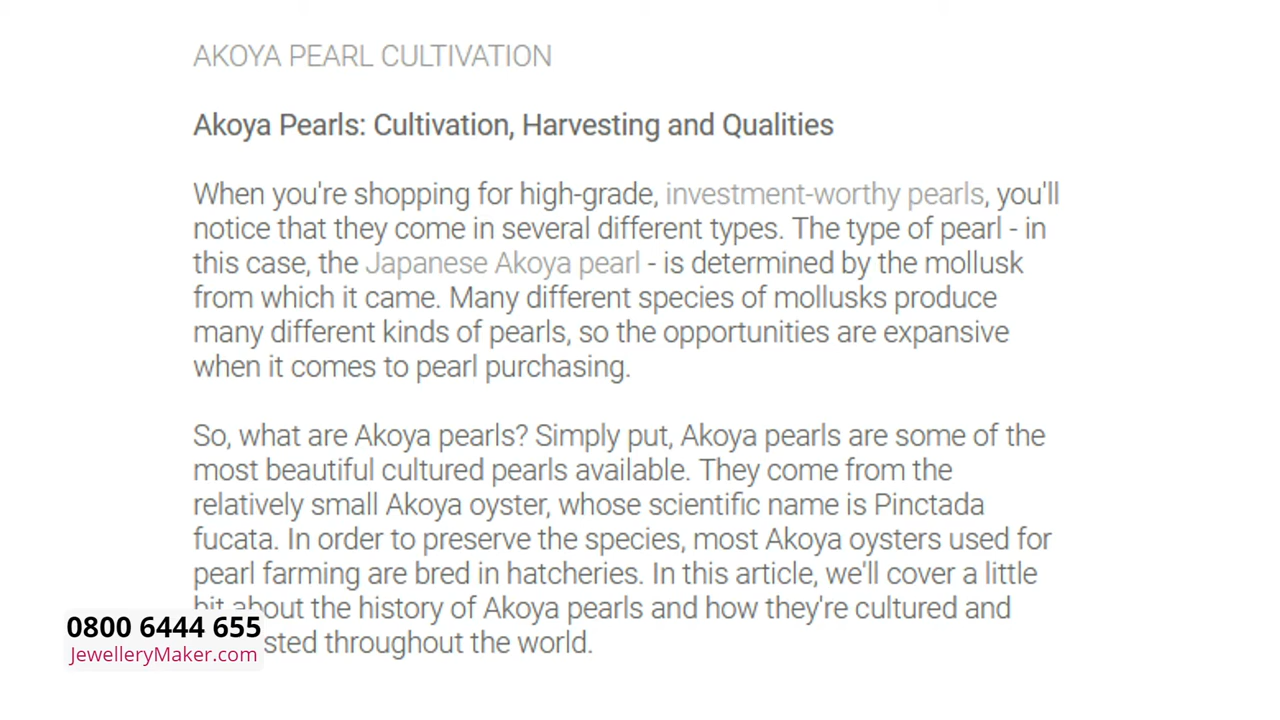 AKOYA PEARL CULTIVATION
Akoya Pearls: Cultivation, Harvesting and Qualities
When you're shopping for high-grade, investment-worthy pearls, you'll
notice that they come in several different types. The type of pearl - in
this case, the Japanese Akoya pearl - is determined by the mollusk
from which it came. Many different species of mollusks produce
many different kinds of pearls, so the opportunities are expansive
when it comes to pearl purchasing.
So, what are Akoya pearls? Simply put, Akoya pearls are some of the
most beautiful cultured pearls available. They come from the
relatively small Akoya oyster, whose scientific name is Pinctada
fucata. In order to preserve the species, most Akoya oysters used for
pearl farming are bred in hatcheries. In this article, we'll cover a little
bit about the history of Akoya pearls and how they're cultured and
sted throughout the world.
0800 6444 655
JewelleryMaker.com